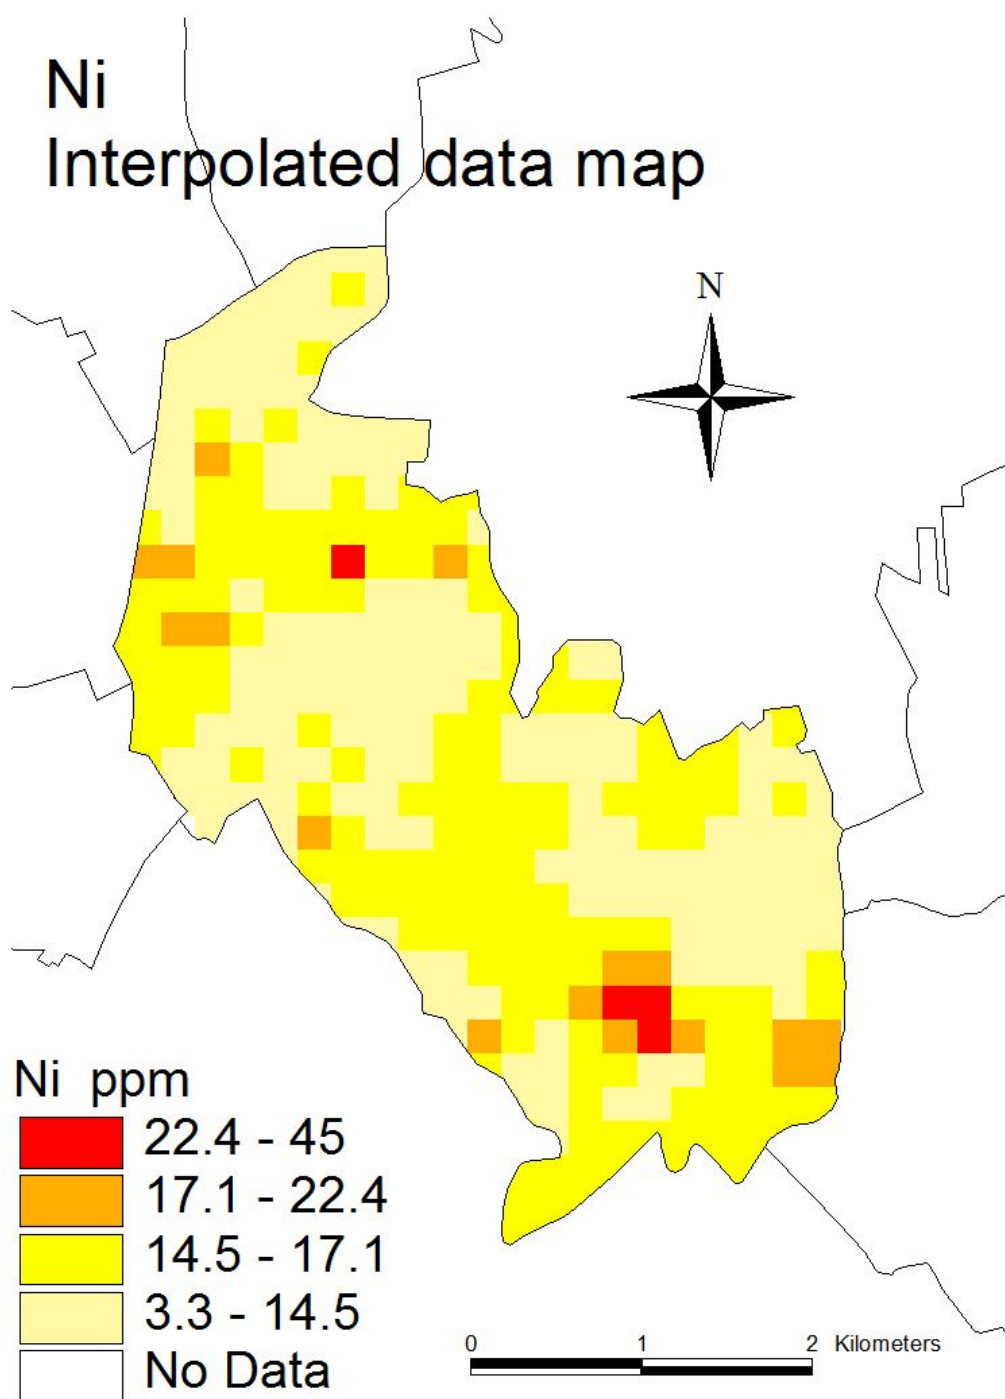 Ni
Interpolated data map
N
Ni ppm
22.4 - 45
17.1 - 22.4
14.5 - 17.1
3.3 - 14.5
No Data
0 1 2 Kilometers